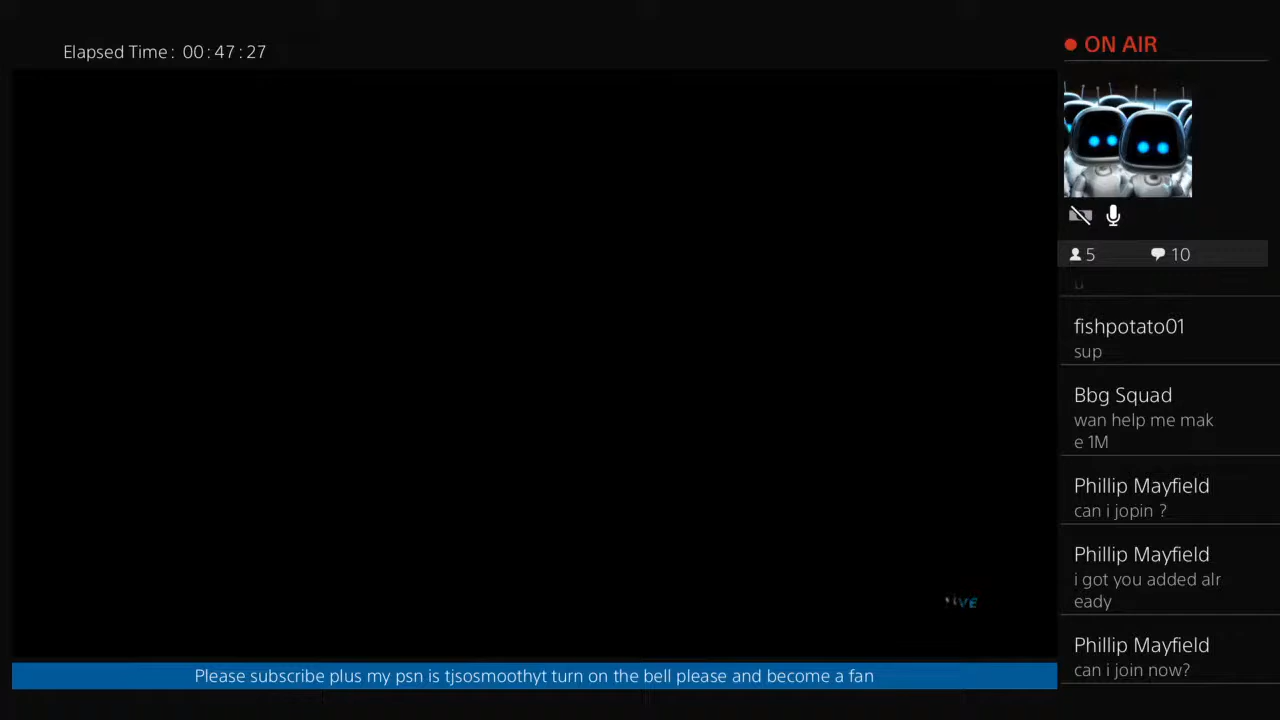 Elapsed Time: 00:47:27
ON AIR
5 10
fishpotato01
sup
Bbg Squad
wan help me mak
e 1M
Phillip Mayfield
can i jopin ?
Phillip Mayfield
i got you added alr
eady
Phillip Mayfield
can i join now?
Please subscribe plus my psn is tjsosmoothyt turn on the bell please and become a fan